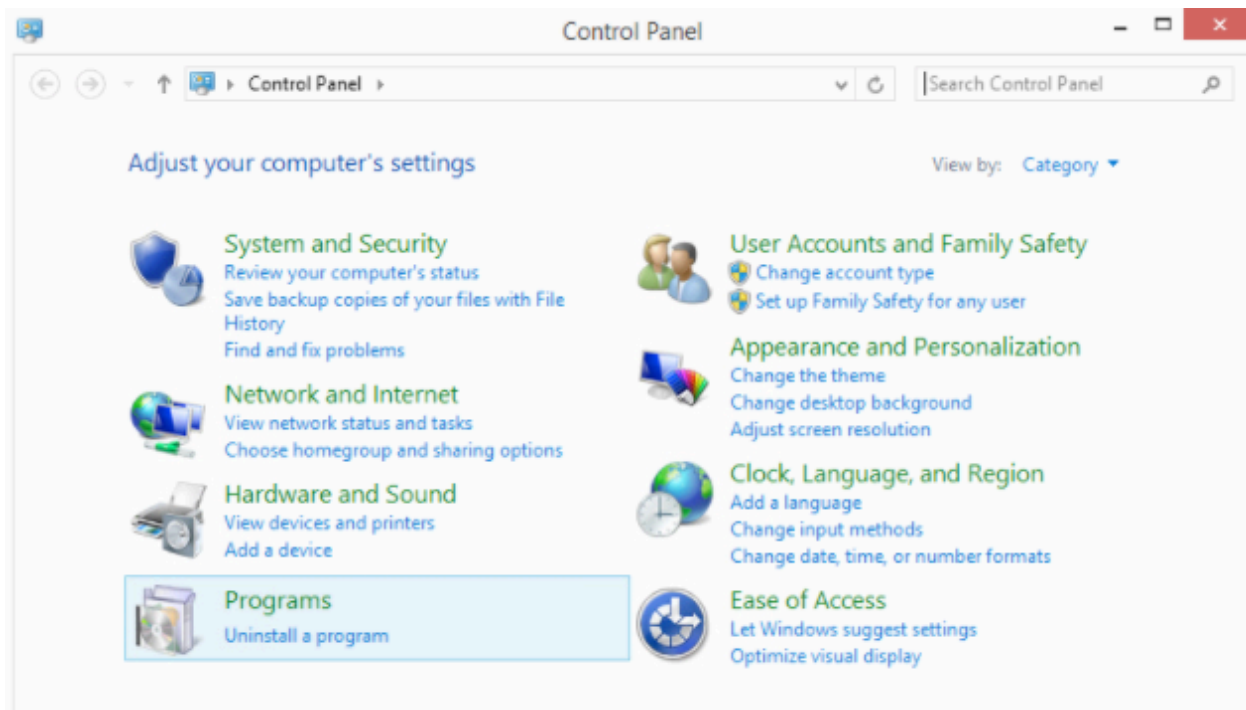 Control Panel
Control Panel
Search Control Panel
Adjust your computer's settings
View by: Category
System and Security
Review your computer's status
Save backup copies of your files with File
History
Find and fix problems
Network and Internet
View network status and tasks
Choose homegroup and sharing options
Hardware and Sound
View devices and printers
Add a device
Programs
Uninstall a program
User Accounts and Family Safety
Change account type
Set up Family Safety for any user
Appearance and Personalization
Change the theme
Change desktop background
Adjust screen resolution
Clock, Language, and Region
Add a language
Change input methods
Change date, time, or number formats
Ease of Access
Let Windows suggest settings
Optimize visual display